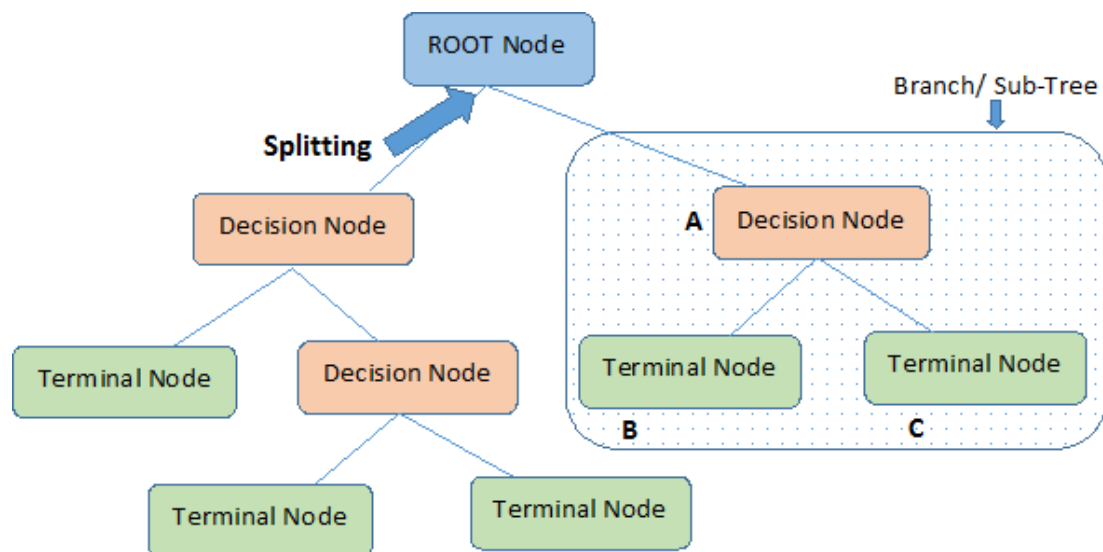 ROOT Node
Branch/ Sub-Tree
Splitting
Decision Node
A
Decision Node
Terminal Node
Decision Node
Terminal Node
Terminal Node
B
C
Terminal Node
Terminal Node